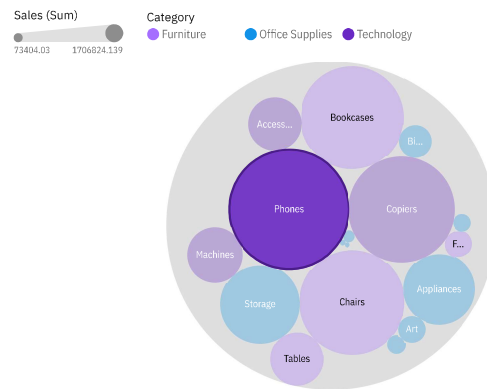 Sales (Sum)
73404.03 1706824.139
Category
Furniture Office Supplies Technology
Bookcases
Access...
Bi...
Phones
Copiers
F...
Machines
Appliances
Storage
Chairs
Art
Tables